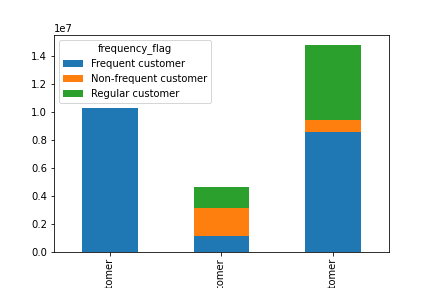 1e7
frequency_flag
Frequent customer
Non-frequent customer
Regular customer
1.4
1.2
1.0
0.8
0.6
0.4
0.2
0.0
tomer
tomer
tomer